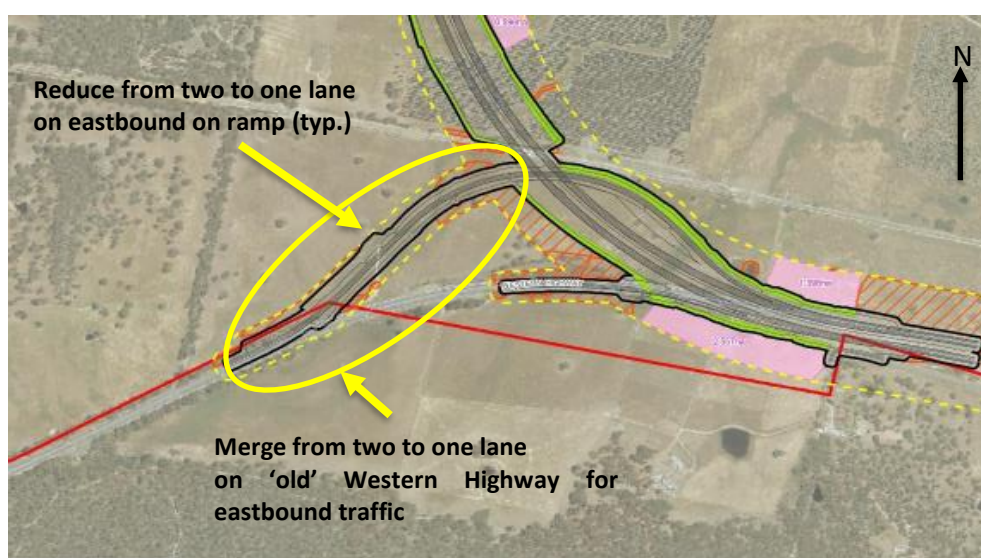 N
Reduce from two to one lane
on eastbound on ramp (typ.)
Merge from two to one lane
on ‘old’ Western Highway for
eastbound traffic